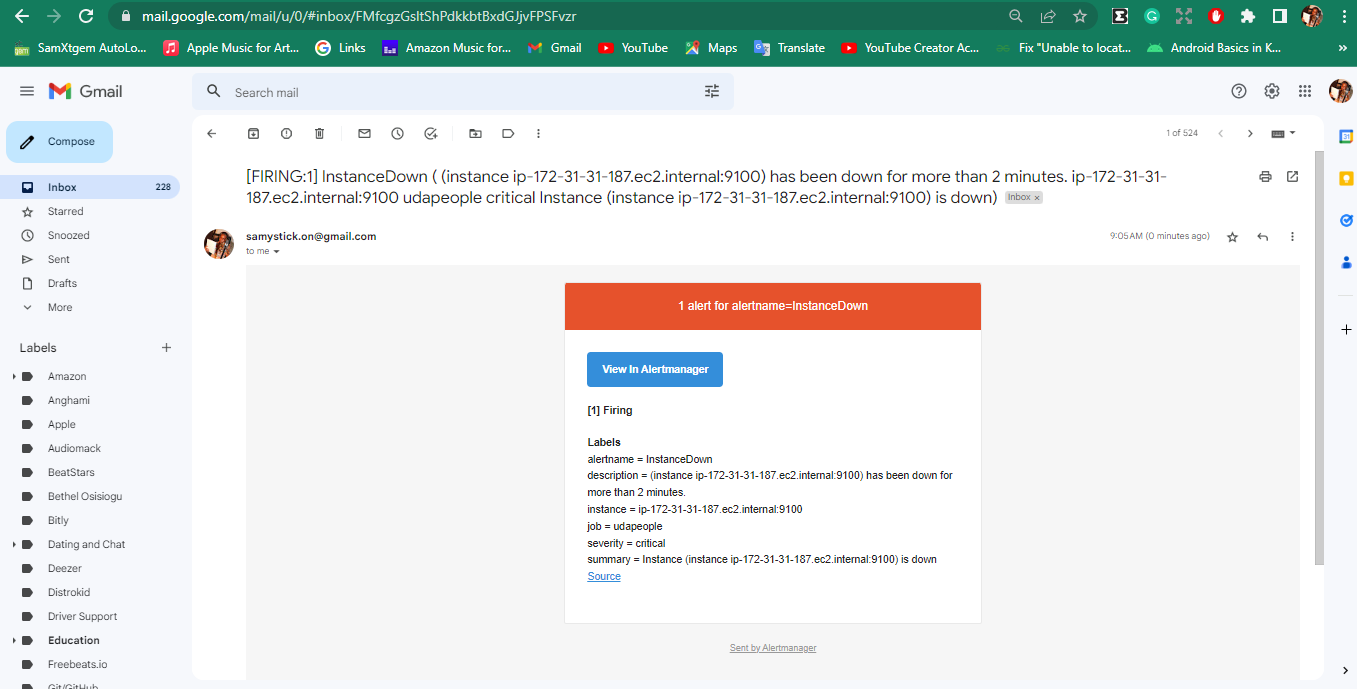 mail.google.com/mail/u/0/#inbox/FMfcgzGsltShPdkkbtBxdGJjvFPSFvzr
SamXtgem AutoLo...
Apple Music for Art...
Links
Amazon Music for...
Gmail
YouTube
Maps
Translate
YouTube Creator Ac...
Fix "Unable to locat...
Android Basics in K...
»
Gmail
Search mail
Compose
1 of 524
Inbox 228
Starred
Snoozed
Sent
Drafts
More
Labels
Amazon
Anghami
Apple
Audiomack
BeatStars
Bethel Osisiogu
Bitly
Dating and Chat
Deezer
Distrokid
Driver Support
Education
Freebeats.io
Git/GitHub
[FIRING:1] InstanceDown ( (instance ip-172-31-31-187.ec2.internal:9100) has been down for more than 2 minutes. ip-172-31-31-
187.ec2.internal:9100 udapeople critical Instance (instance ip-172-31-31-187.ec2.internal:9100) is down) Inbox x
samystick.on@gmail.com
9:05 AM (0 minutes ago)
to me
1 alert for alertname=InstanceDown
View In Alertmanager
[1] Firing
Labels
alertname = InstanceDown
description = (instance ip-172-31-31-187.ec2.internal:9100) has been down for
more than 2 minutes.
instance = ip-172-31-31-187.ec2.internal:9100
job = udapeople
severity = critical
summary = Instance (instance ip-172-31-31-187.ec2.internal:9100) is down
Source
Sent by Alertmanager